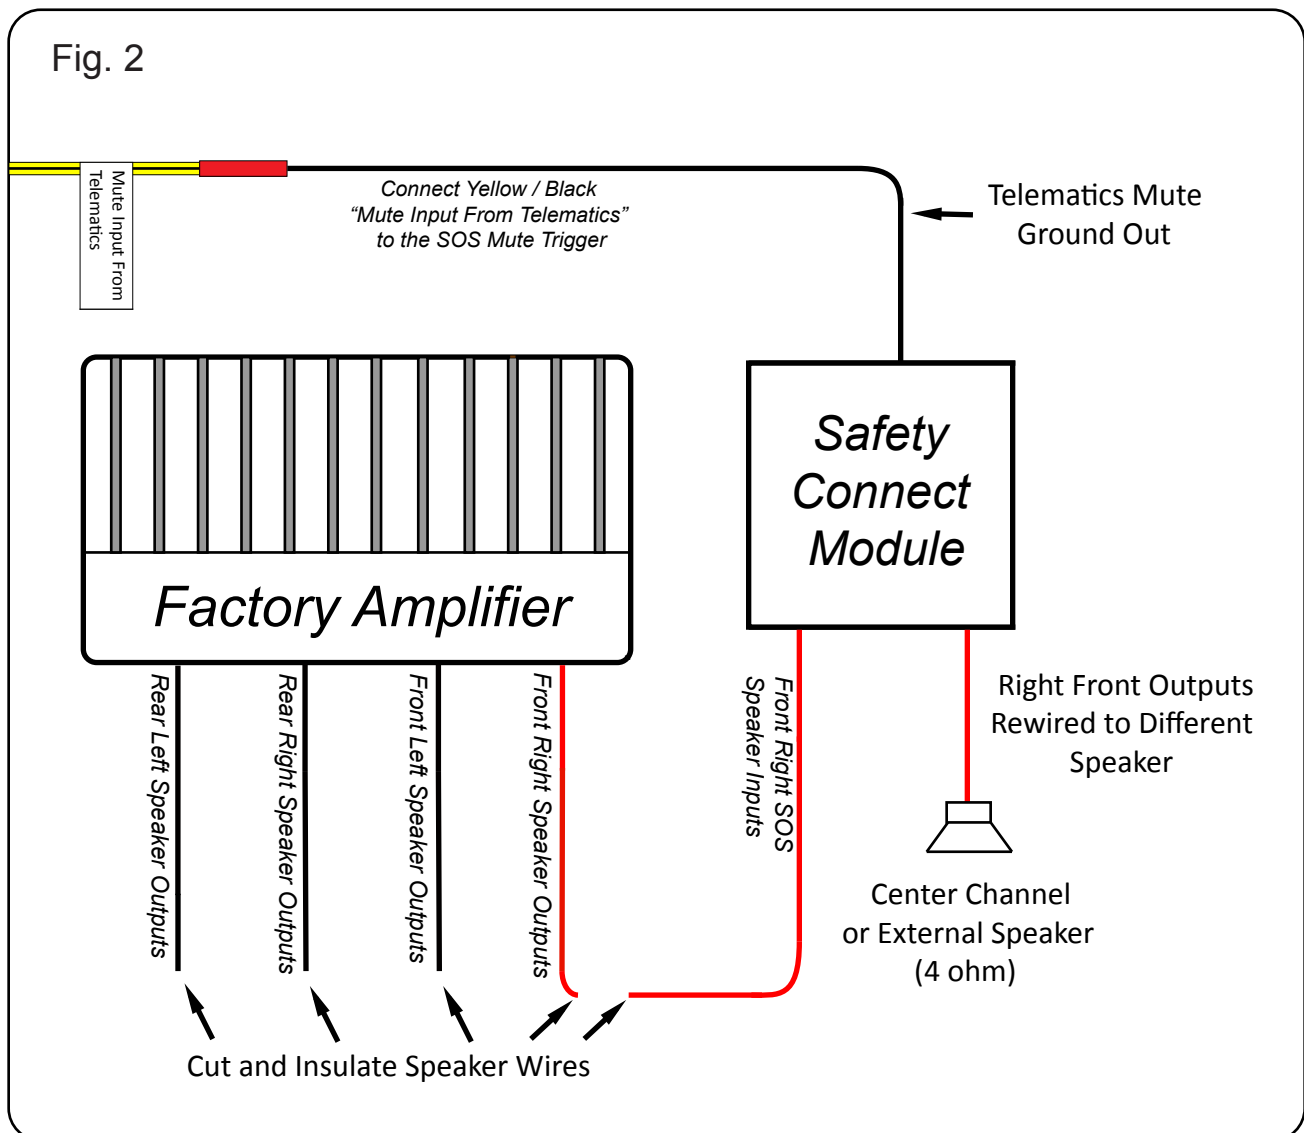 Fig. 2
Mute Input From
Telematics
Connect Yellow / Black
“Mute Input From Telematics”
to the SOS Mute Trigger
Telematics Mute
Ground Out
Safety
Connect
Module
Factory Amplifier
Rear Left Speaker Outputs
Rear Right Speaker Outputs
Front Left Speaker Outputs
Front Right Speaker Outputs
Front Right SOS
Speaker Inputs
Right Front Outputs
Rewired to Different
Speaker
Center Channel
or External Speaker
(4 ohm)
Cut and Insulate Speaker Wires